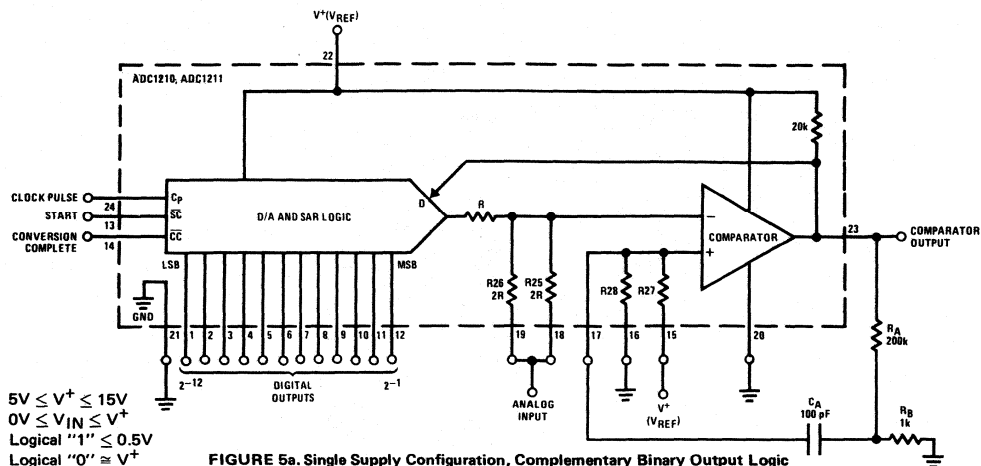 V+(VREF)
22
ADC1210, ADC1211
20k
CLOCK PULSE
24
CP
START
13
SC
CONVERSION
COMPLETE
14
CC
D/A AND SAR LOGIC
D
R
LSB
MSB
−
COMPARATOR
+
23
COMPARATOR
OUTPUT
R26
2R
R25
2R
R28
R27
GND
21
1
2
3
4
5
6
7
8
9
10
11
12
19
18
17
16
15
20
RA
200k
2-12
DIGITAL
OUTPUTS
2-1
ANALOG
INPUT
V+
(VREF)
CA
100 pF
RB
1k
5V ≤ V+ ≤ 15V
0V ≤ VIN ≤ V+
Logical "1" ≤ 0.5V
Logical "0" ≅ V+
FIGURE 5a. Single Supply Configuration, Complementary Binary Output Logic